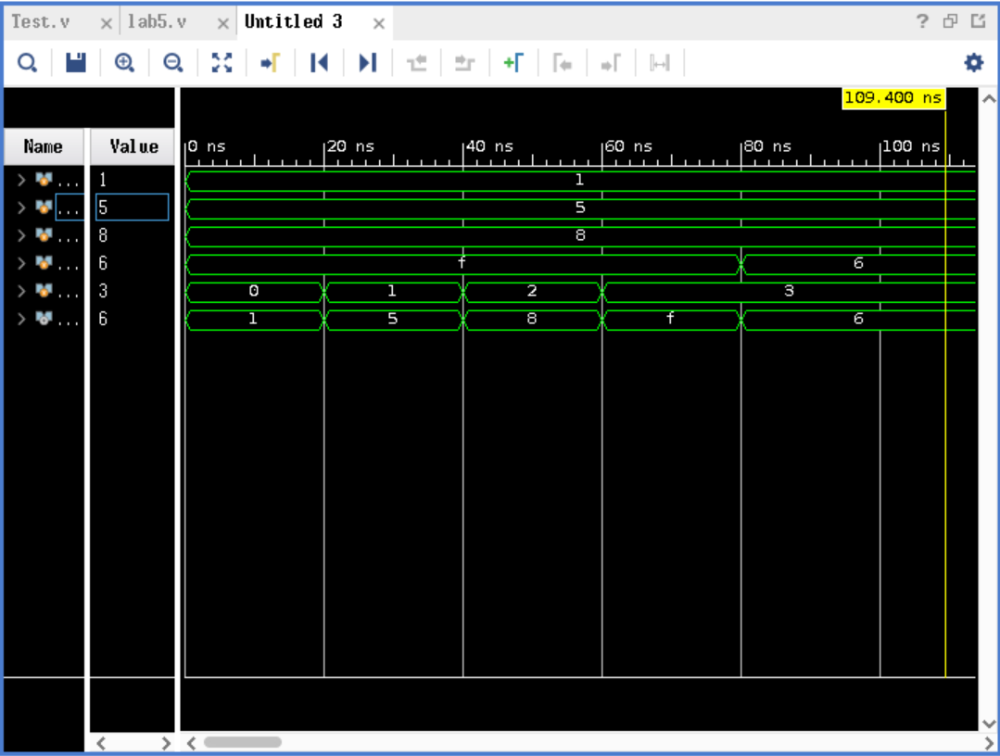 Test.v × lab5.v × Untitled 3 × ?
109.400 ns
Name Value 0 ns 20 ns 40 ns 60 ns 80 ns 100 ns
... 1 1
... 5 5
... 8 8
... 6 f 6
... 3 0 1 2 3
... 6 1 5 8 f 6